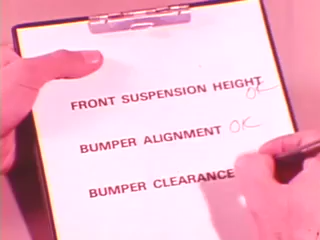 FRONT SUSPENSION HEIGHT OK
BUMPER ALIGNMENT OK
BUMPER CLEARANCE